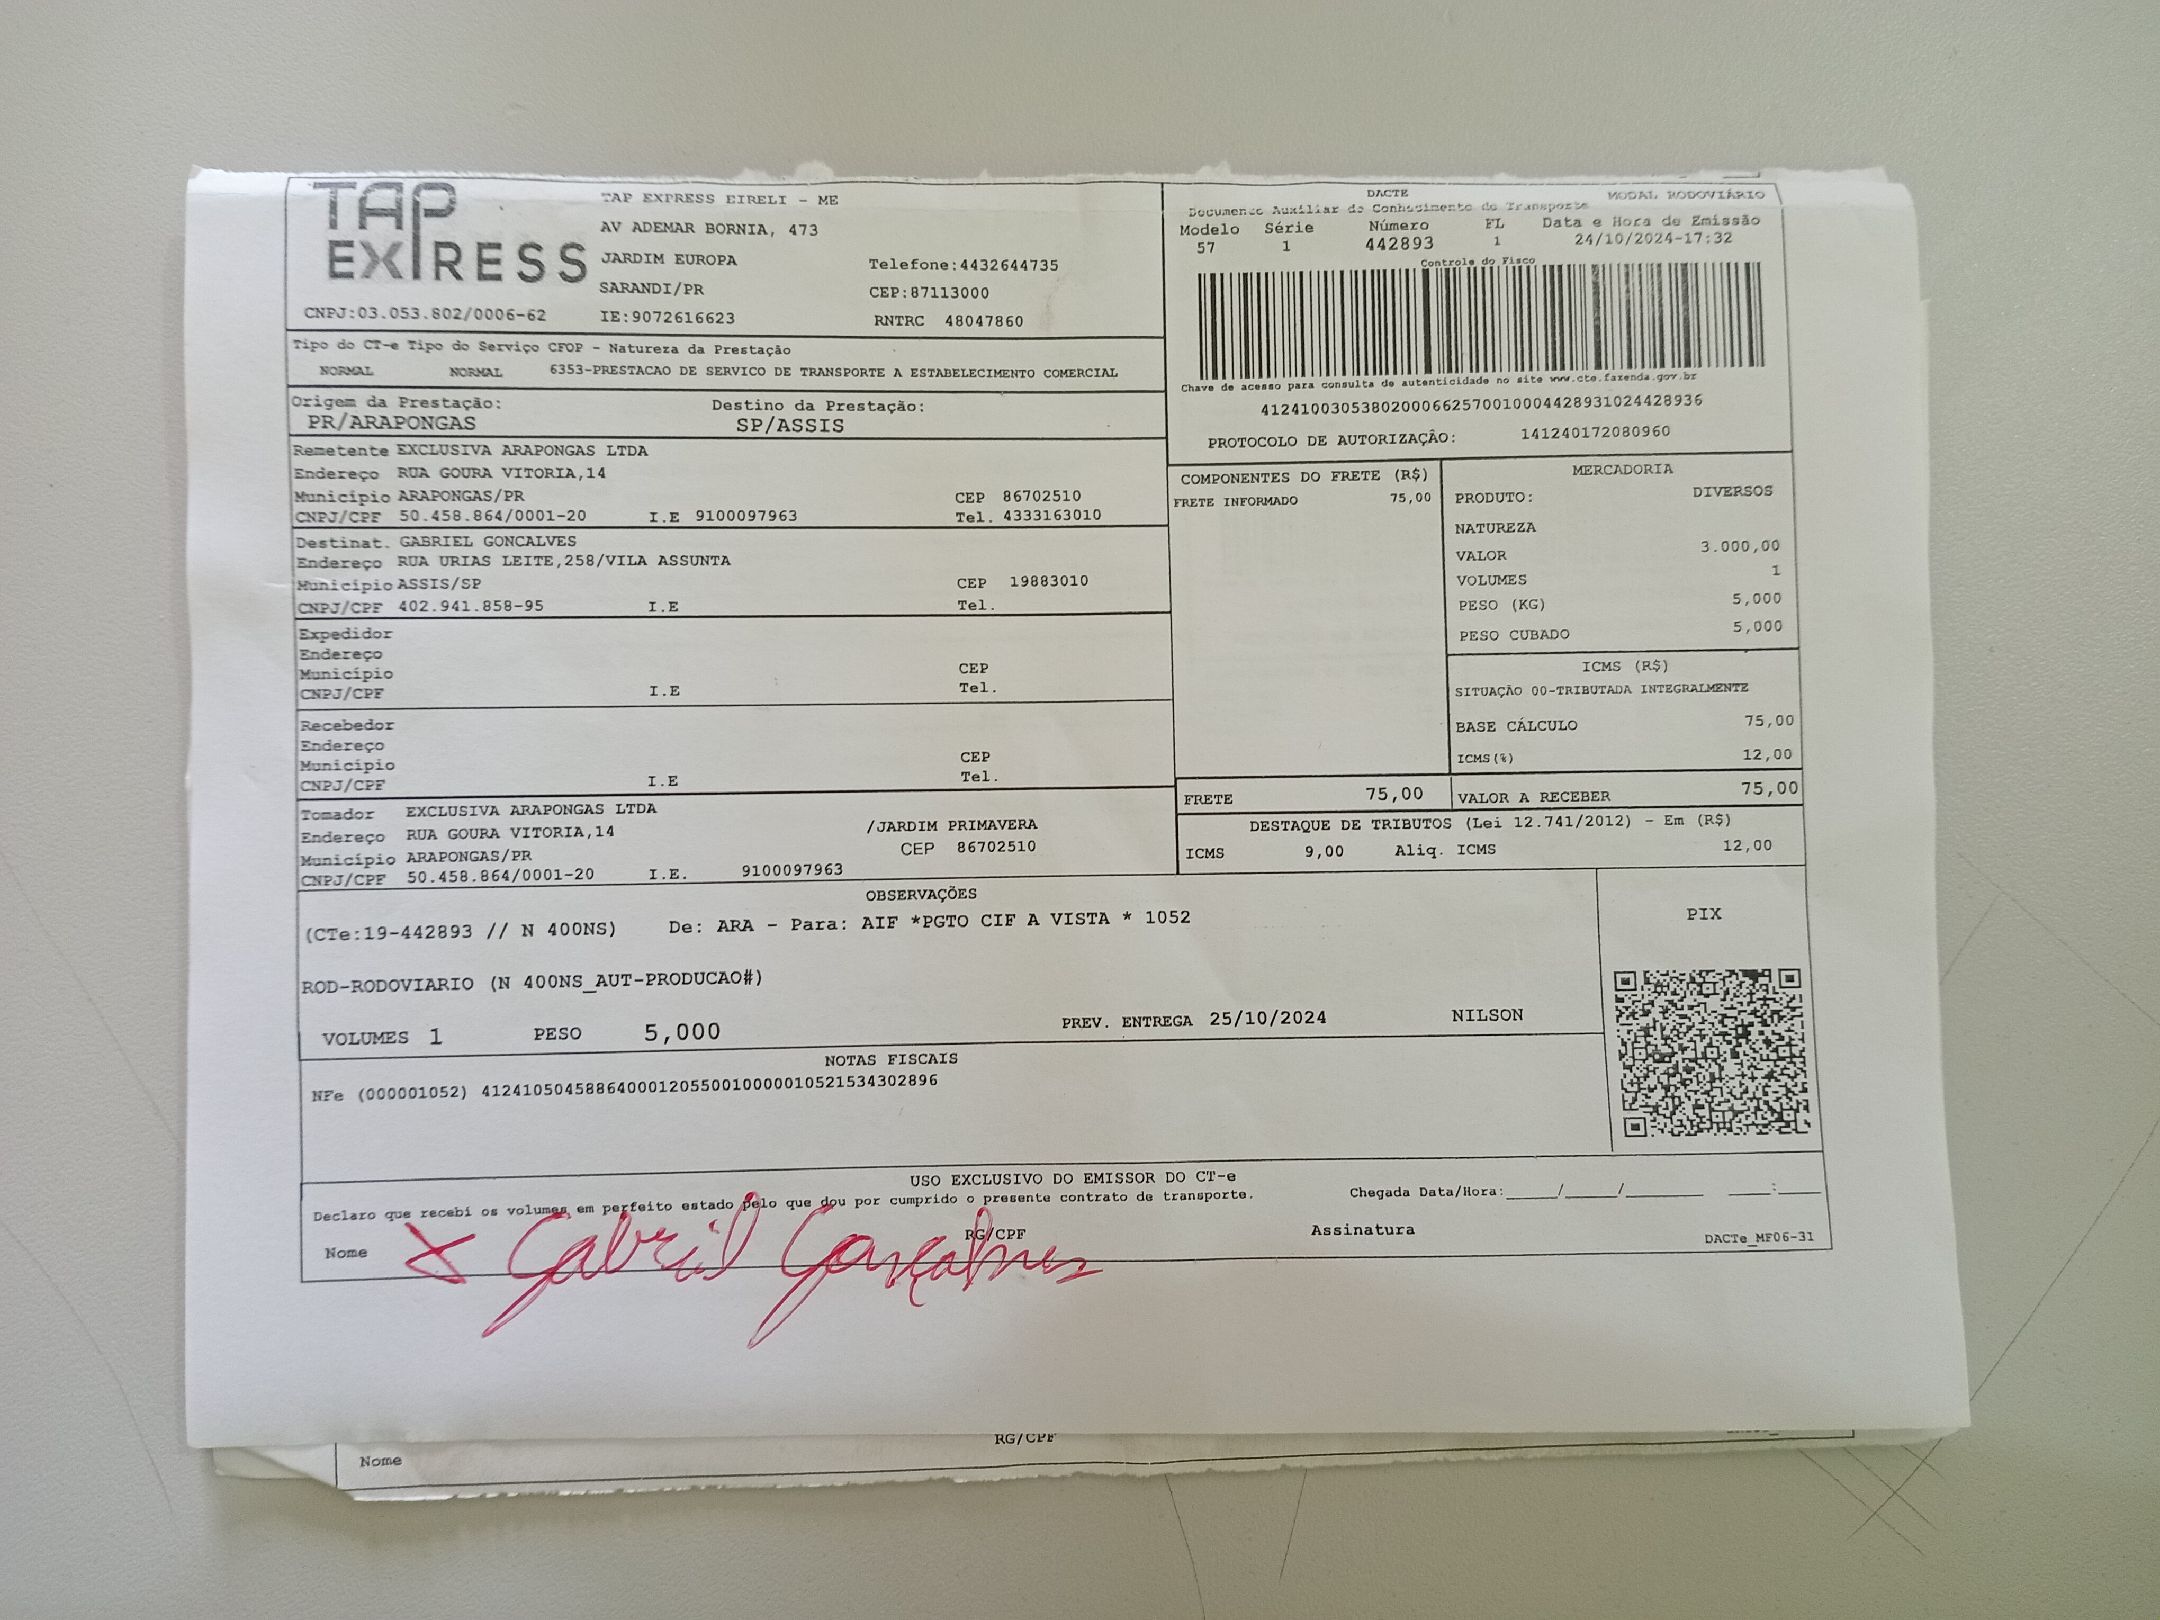 TAP
EXPRESS
TAP EXPRESS EIRELI - ME
AV ADEMAR BORNIA, 473
JARDIM EUROPA Telefone:4432644735
SARANDI/PR CEP:87113000
CNPJ:03.053.802/0006-62 IE:9072616623 RNTRC 48047860
DACTE MODAL RODOVIÁRIO
Documento Auxiliar do Conhecimento do Transporte
Modelo Série Número FL Data e Hora de Emissão
57 1 442893 1 24/10/2024-17:32
Controle do Fisco
Chave de acesso para consulta de autenticidade no site www.cte.fazenda.gov.br
41241003053802000662570010004428931024428936
PROTOCOLO DE AUTORIZAÇÃO: 141240172080960
Tipo do CT-e Tipo do Serviço CFOP - Natureza da Prestação
NORMAL NORMAL 6353-PRESTACAO DE SERVICO DE TRANSPORTE A ESTABELECIMENTO COMERCIAL
Origem da Prestação: Destino da Prestação:
PR/ARAPONGAS SP/ASSIS
Remetente EXCLUSIVA ARAPONGAS LTDA
Endereço RUA GOURA VITORIA,14
Município ARAPONGAS/PR CEP 86702510
CNPJ/CPF 50.458.864/0001-20 I.E 9100097963 Tel. 4333163010
Destinat. GABRIEL GONCALVES
Endereço RUA URIAS LEITE,258/VILA ASSUNTA
Município ASSIS/SP CEP 19883010
CNPJ/CPF 402.941.858-95 I.E Tel.
Expedidor
Endereço
Município CEP
CNPJ/CPF I.E Tel.
Recebedor
Endereço
Município CEP
CNPJ/CPF I.E Tel.
Tomador EXCLUSIVA ARAPONGAS LTDA
Endereço RUA GOURA VITORIA,14 /JARDIM PRIMAVERA
Município ARAPONGAS/PR CEP 86702510
CNPJ/CPF 50.458.864/0001-20 I.E. 9100097963
COMPONENTES DO FRETE (R$)
FRETE INFORMADO 75,00
MERCADORIA
PRODUTO: DIVERSOS
NATUREZA
VALOR 3.000,00
VOLUMES 1
PESO (KG) 5,000
PESO CUBADO 5,000
ICMS (R$)
SITUAÇÃO 00-TRIBUTADA INTEGRALMENTE
BASE CÁLCULO 75,00
ICMS(%) 12,00
FRETE 75,00 VALOR A RECEBER 75,00
DESTAQUE DE TRIBUTOS (Lei 12.741/2012) - Em (R$)
ICMS 9,00 Aliq. ICMS 12,00
OBSERVAÇÕES
(CTe:19-442893 // N 400NS) De: ARA - Para: AIF *PGTO CIF A VISTA * 1052
ROD-RODOVIARIO (N 400NS_AUT-PRODUCAO#)
VOLUMES 1 PESO 5,000 PREV. ENTREGA 25/10/2024 NILSON
PIX
NOTAS FISCAIS
NFe (000001052) 41241050458864000120550010000010521534302896
USO EXCLUSIVO DO EMISSOR DO CT-e
Declaro que recebi os volumes em perfeito estado pelo que dou por cumprido o presente contrato de transporte. Chegada Data/Hora:_____/_____/_______ ____:____
Nome X Gabriel Gonçalves RG/CPF Assinatura DACTe_MF06-31
RG/CPF
Nome